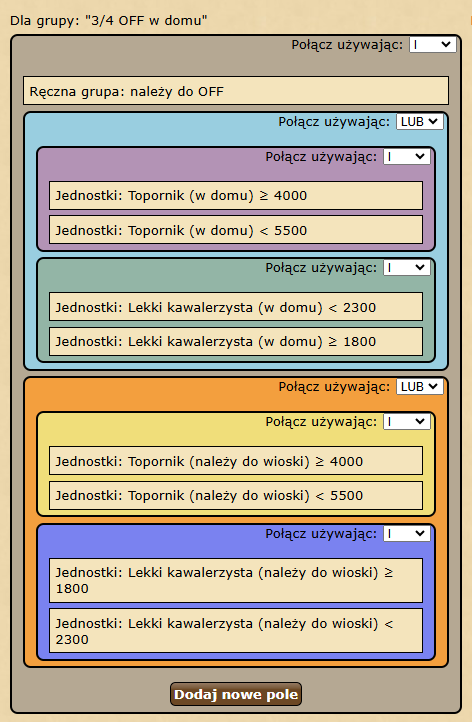 Dla grupy: "3/4 OFF w domu"
Połącz używając: I
Ręczna grupa: należy do OFF
Połącz używając: LUB
Połącz używając: I
Jednostki: Topornik (w domu) ≥ 4000
Jednostki: Topornik (w domu) < 5500
Połącz używając: I
Jednostki: Lekki kawalerzysta (w domu) < 2300
Jednostki: Lekki kawalerzysta (w domu) ≥ 1800
Połącz używając: LUB
Połącz używając: I
Jednostki: Topornik (należy do wioski) ≥ 4000
Jednostki: Topornik (należy do wioski) < 5500
Połącz używając: I
Jednostki: Lekki kawalerzysta (należy do wioski) ≥
1800
Jednostki: Lekki kawalerzysta (należy do wioski) <
2300
Dodaj nowe pole